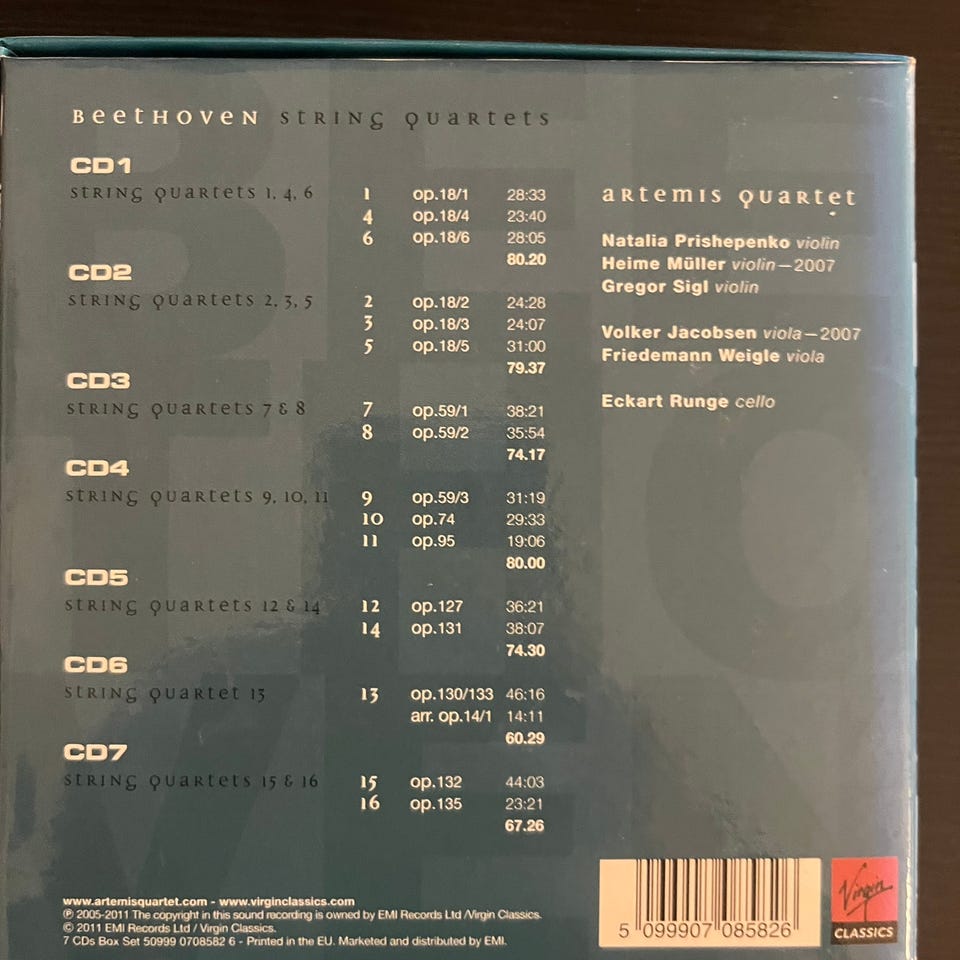 Beethoven String Quartets
CD1
String Quartets 1, 4, 6
1 op.18/1 28:33
4 op.18/4 23:40
6 op.18/6 28:05
80.20
CD2
String Quartets 2, 3, 5
2 op.18/2 24:28
3 op.18/3 24:07
5 op.18/5 31:00
79.37
CD3
String Quartets 7 & 8
7 op.59/1 38:21
8 op.59/2 35:54
74.17
CD4
String Quartets 9, 10, 11
9 op.59/3 31:19
10 op.74 29:33
11 op.95 19:06
80.00
CD5
String Quartets 12 & 14
12 op.127 36:21
14 op.131 38:07
74.30
CD6
String Quartet 13
13 op.130/133 46:16
arr. op.14/1 14:11
60.29
CD7
String Quartets 15 & 16
15 op.132 44:03
16 op.135 23:21
67.26
Artemis Quartet
Natalia Prishepenko violin
Heime Müller violin–2007
Gregor Sigl violin
Volker Jacobsen viola–2007
Friedemann Weigle viola
Eckart Runge cello
www.artemisquartet.com - www.virginclassics.com
℗ 2005-2011 The copyright in this sound recording is owned by EMI Records Ltd /Virgin Classics.
© 2011 EMI Records Ltd / Virgin Classics.
7 CDs Box Set 50999 0708582 6 - Printed in the EU. Marketed and distributed by EMI.
5 099907 085826
Virgin
CLASSICS